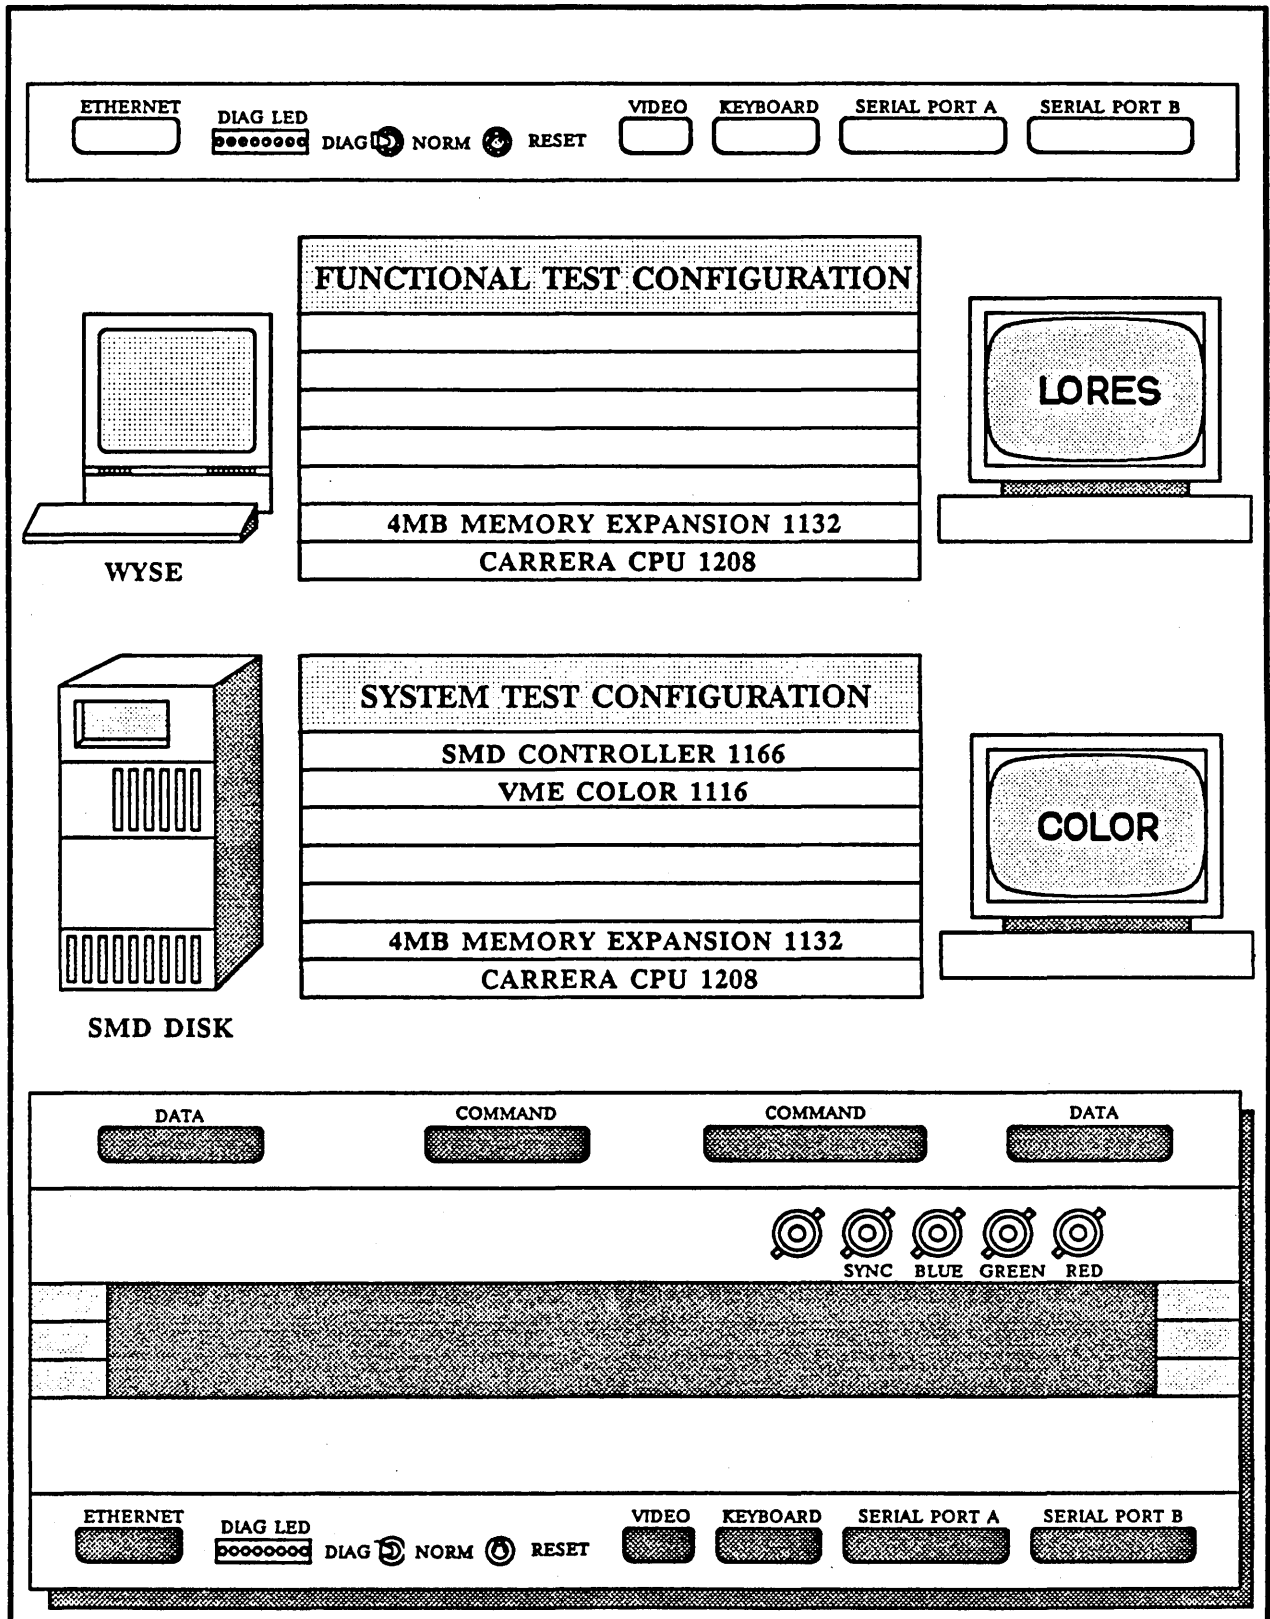 ETHERNET
DIAG LED
DIAG NORM RESET
VIDEO KEYBOARD SERIAL PORT A SERIAL PORT B
FUNCTIONAL TEST CONFIGURATION
LORES
4MB MEMORY EXPANSION 1132
CARRERA CPU 1208
WYSE
SYSTEM TEST CONFIGURATION
SMD CONTROLLER 1166
VME COLOR 1116
COLOR
4MB MEMORY EXPANSION 1132
CARRERA CPU 1208
SMD DISK
DATA COMMAND COMMAND DATA
SYNC BLUE GREEN RED
ETHERNET
DIAG LED
DIAG NORM RESET
VIDEO KEYBOARD SERIAL PORT A SERIAL PORT B